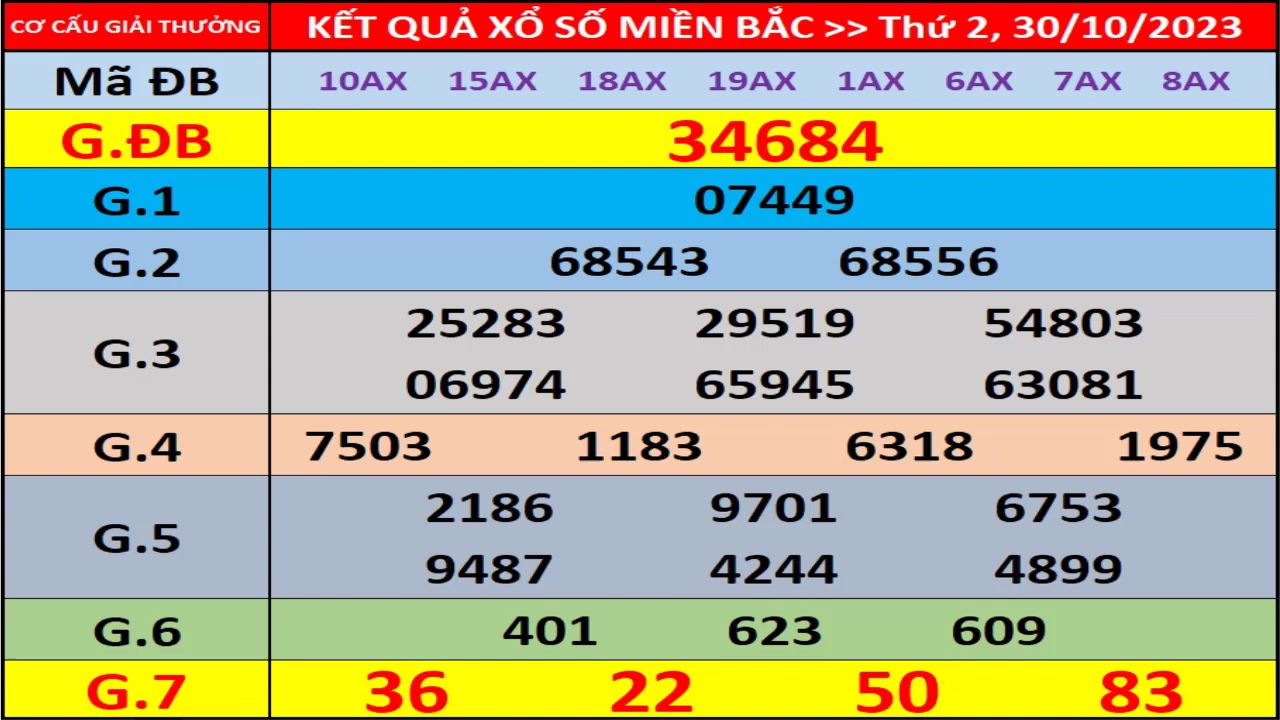 CƠ CẤU GIẢI THƯỞNG KẾT QUẢ XỔ SỐ MIỀN BẮC >> Thứ 2, 30/10/2023
Mã ĐB 10AX 15AX 18AX 19AX 1AX 6AX 7AX 8AX
G.ĐB 34684
G.1 07449
G.2 68543 68556
G.3 25283 29519 54803
06974 65945 63081
G.4 7503 1183 6318 1975
G.5 2186 9701 6753
9487 4244 4899
G.6 401 623 609
G.7 36 22 50 83